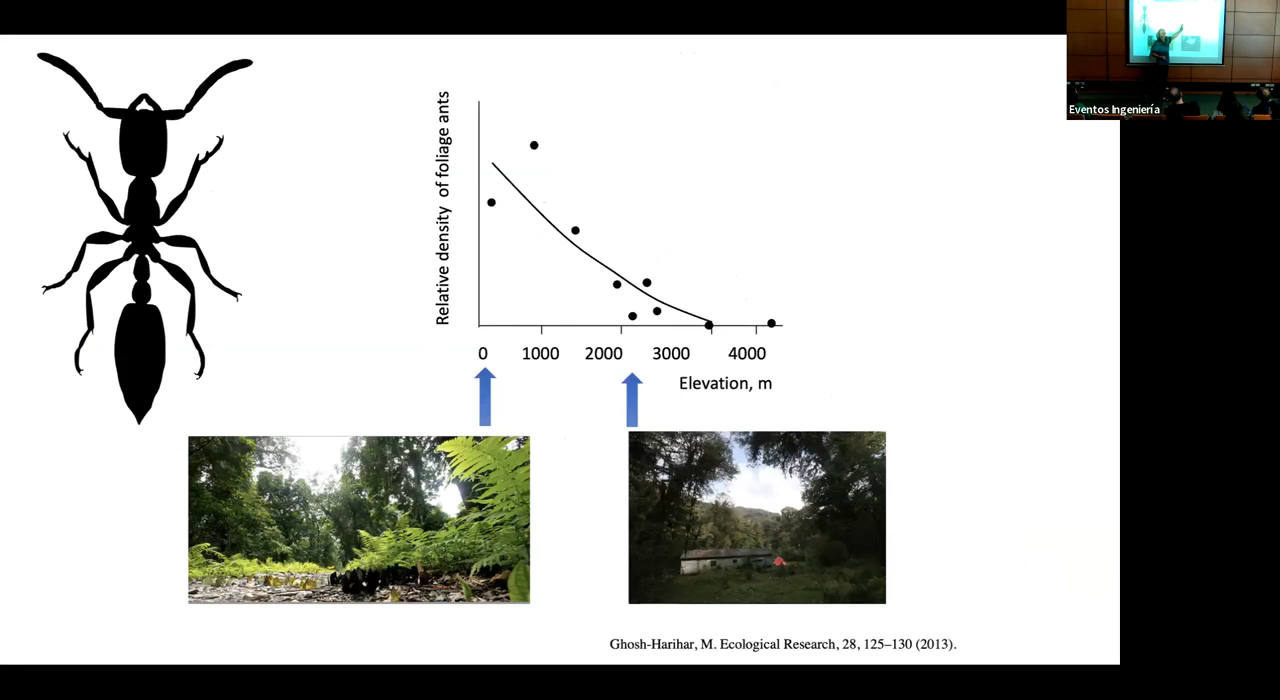 Eventos Ingeniería
Relative density of foliage ants
0 1000 2000 3000 4000
Elevation, m
Ghosh-Harihar, M. Ecological Research, 28, 125–130 (2013).